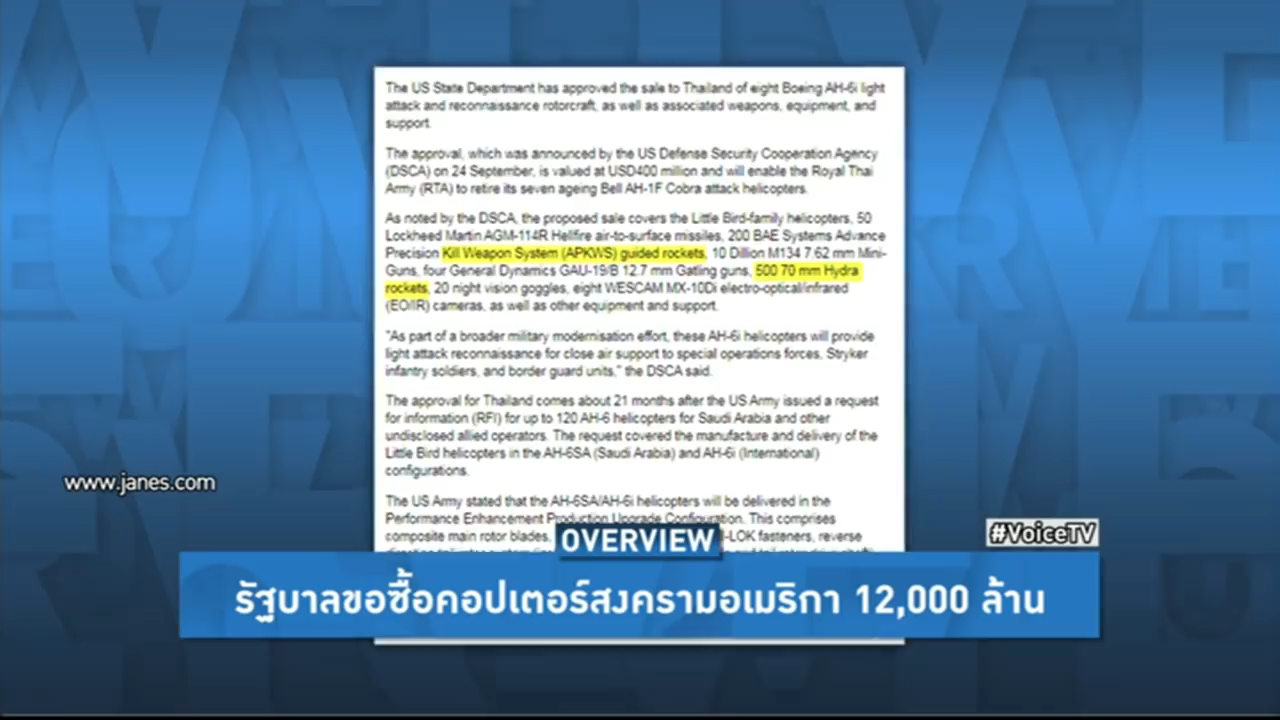 The US State Department has approved the sale to Thailand of eight Boeing AH-6i light
attack and reconnaissance rotorcraft, as well as associated weapons, equipment, and
support.
The approval, which was announced by the US Defense Security Cooperation Agency
(DSCA) on 24 September, is valued at USD400 million and will enable the Royal Thai
Army (RTA) to retire its seven ageing Bell AH-1F Cobra attack helicopters.
As noted by the DSCA, the proposed sale covers the Little Bird-family helicopters, 50
Lockheed Martin AGM-114R Hellfire air-to-surface missiles, 200 BAE Systems Advance
Precision Kill Weapon System (APKWS) guided rockets, 10 Dillion M134 7.62 mm Mini-
Guns, four General Dynamics GAU-19/B 12.7 mm Gatling guns, 500 70 mm Hydra
rockets, 20 night vision goggles, eight WESCAM MX-10Di electro-optical/infrared
(EO/IR) cameras, as well as other equipment and support.
"As part of a broader military modernisation effort, these AH-6i helicopters will provide
light attack reconnaissance for close air support to special operations forces, Stryker
infantry soldiers, and border guard units," the DSCA said.
The approval for Thailand comes about 21 months after the US Army issued a request
for information (RFI) for up to 120 AH-6 helicopters for Saudi Arabia and other
undisclosed allied operators. The request covered the manufacture and delivery of the
Little Bird helicopters in the AH-6SA (Saudi Arabia) and AH-6i (International)
configurations.
www.janes.com
The US Army stated that the AH-6SA/AH-6i helicopters will be delivered in the
Performance Enhancement Production Upgrade Configuration. This comprises
composite main rotor blades, -LOK fasteners, reverse
#VoiceTV
OVERVIEW
รัฐบาลขอซื้อคอปเตอร์สงครามอเมริกา 12,000 ล้าน